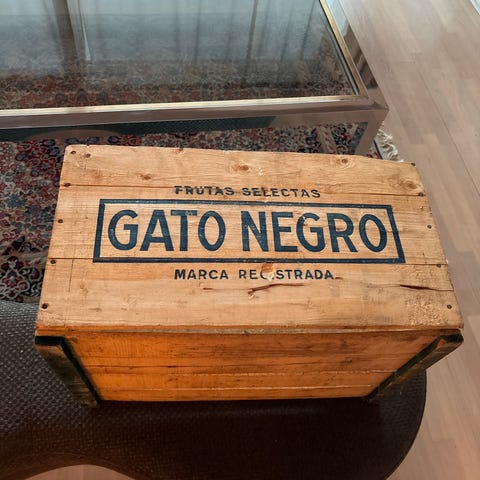 FRUTAS SELECTAS
GATO NEGRO
MARCA REGISTRADA